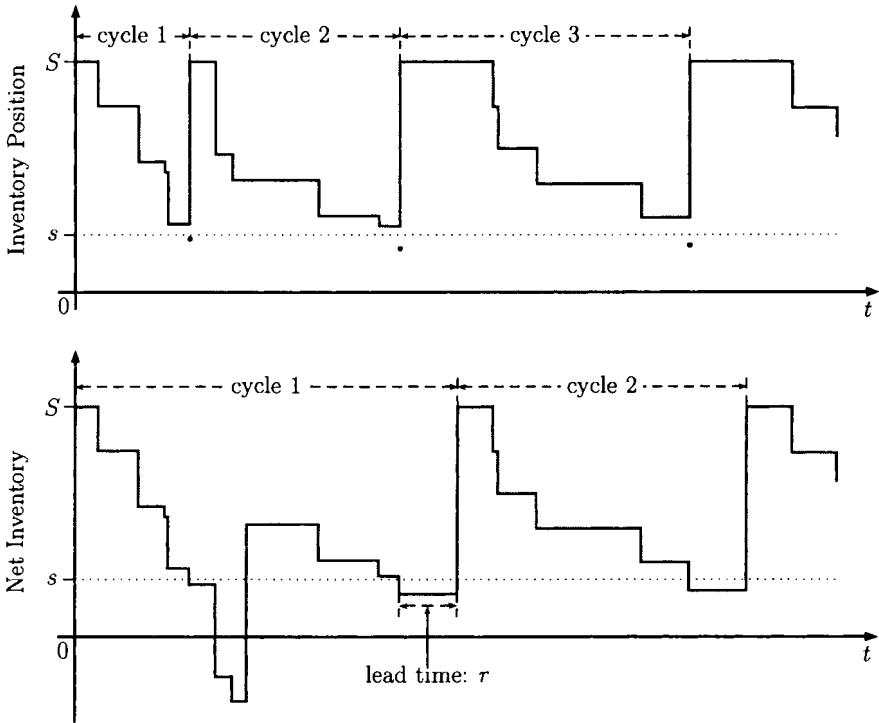 cycle 1
cycle 2
cycle 3
S
Inventory Position
s
0
t
cycle 1
cycle 2
S
Net Inventory
s
0
t
lead time: r